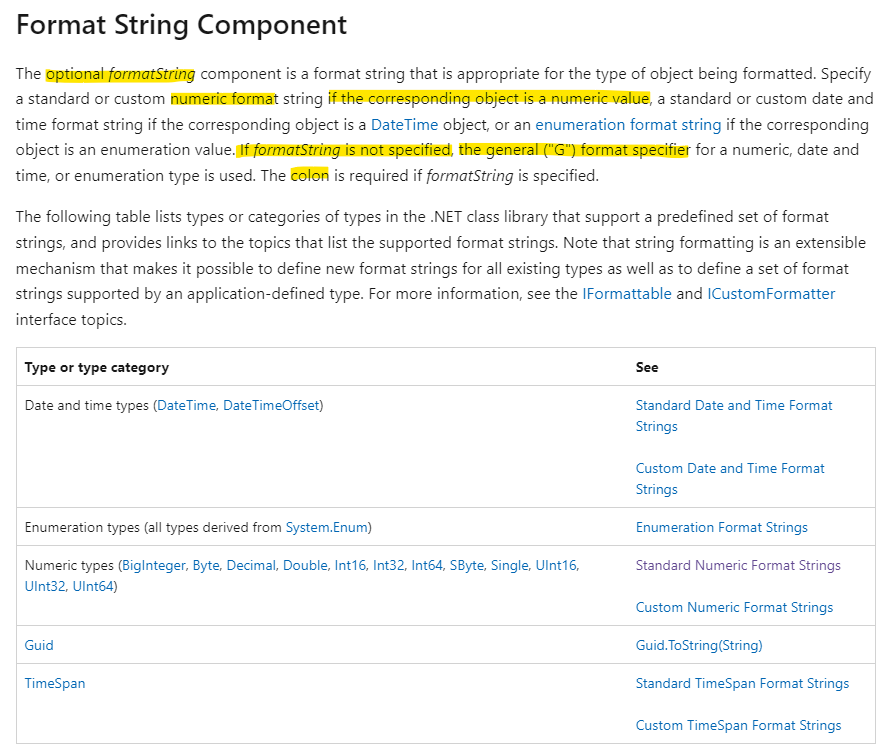 Format String Component
The optional formatString component is a format string that is appropriate for the type of object being formatted. Specify
a standard or custom numeric format string if the corresponding object is a numeric value, a standard or custom date and
time format string if the corresponding object is a DateTime object, or an enumeration format string if the corresponding
object is an enumeration value. If formatString is not specified, the general ("G") format specifier for a numeric, date and
time, or enumeration type is used. The colon is required if formatString is specified.
The following table lists types or categories of types in the .NET class library that support a predefined set of format
strings, and provides links to the topics that list the supported format strings. Note that string formatting is an extensible
mechanism that makes it possible to define new format strings for all existing types as well as to define a set of format
strings supported by an application-defined type. For more information, see the IFormattable and ICustomFormatter
interface topics.
Type or type category See
Date and time types (DateTime, DateTimeOffset) Standard Date and Time Format
Strings
Custom Date and Time Format
Strings
Enumeration types (all types derived from System.Enum) Enumeration Format Strings
Numeric types (BigInteger, Byte, Decimal, Double, Int16, Int32, Int64, SByte, Single, UInt16, Standard Numeric Format Strings
UInt32, UInt64)
Custom Numeric Format Strings
Guid Guid.ToString(String)
TimeSpan Standard TimeSpan Format Strings
Custom TimeSpan Format Strings